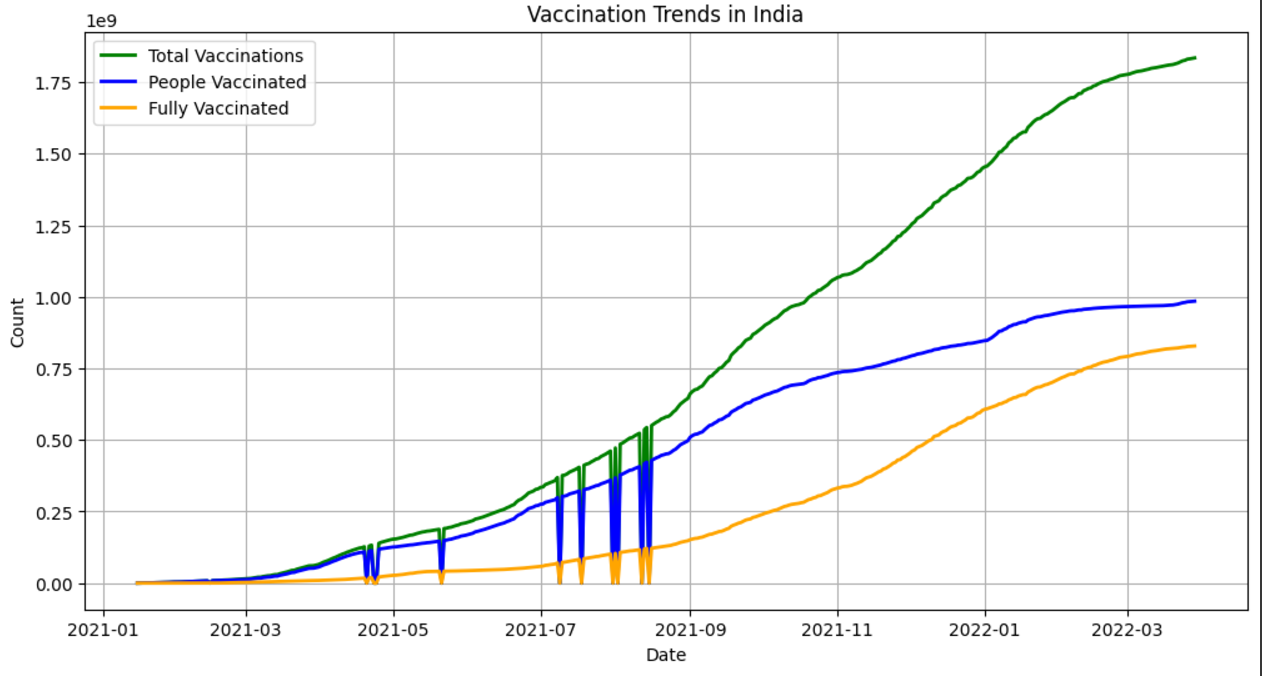 Vaccination Trends in India
1e9
Total Vaccinations
People Vaccinated
Fully Vaccinated
1.75
1.50
1.25
1.00
0.75
0.50
0.25
0.00
Count
2021-01 2021-03 2021-05 2021-07 2021-09 2021-11 2022-01 2022-03
Date